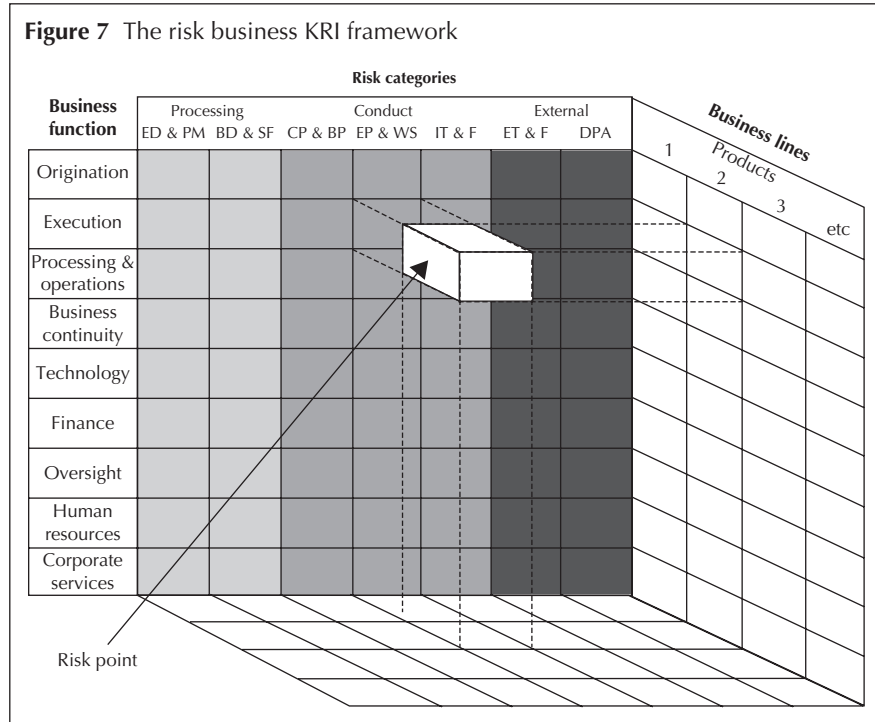 Figure 7 The risk business KRI framework
Risk categories
Business
function
Processing
Conduct
External
ED & PM
BD & SF
CP & BP
EP & WS
IT & F
ET & F
DPA
Business lines
Products
1
2
3
etc
Origination
Execution
Processing &
operations
Business
continuity
Technology
Finance
Oversight
Human
resources
Corporate
services
Risk point